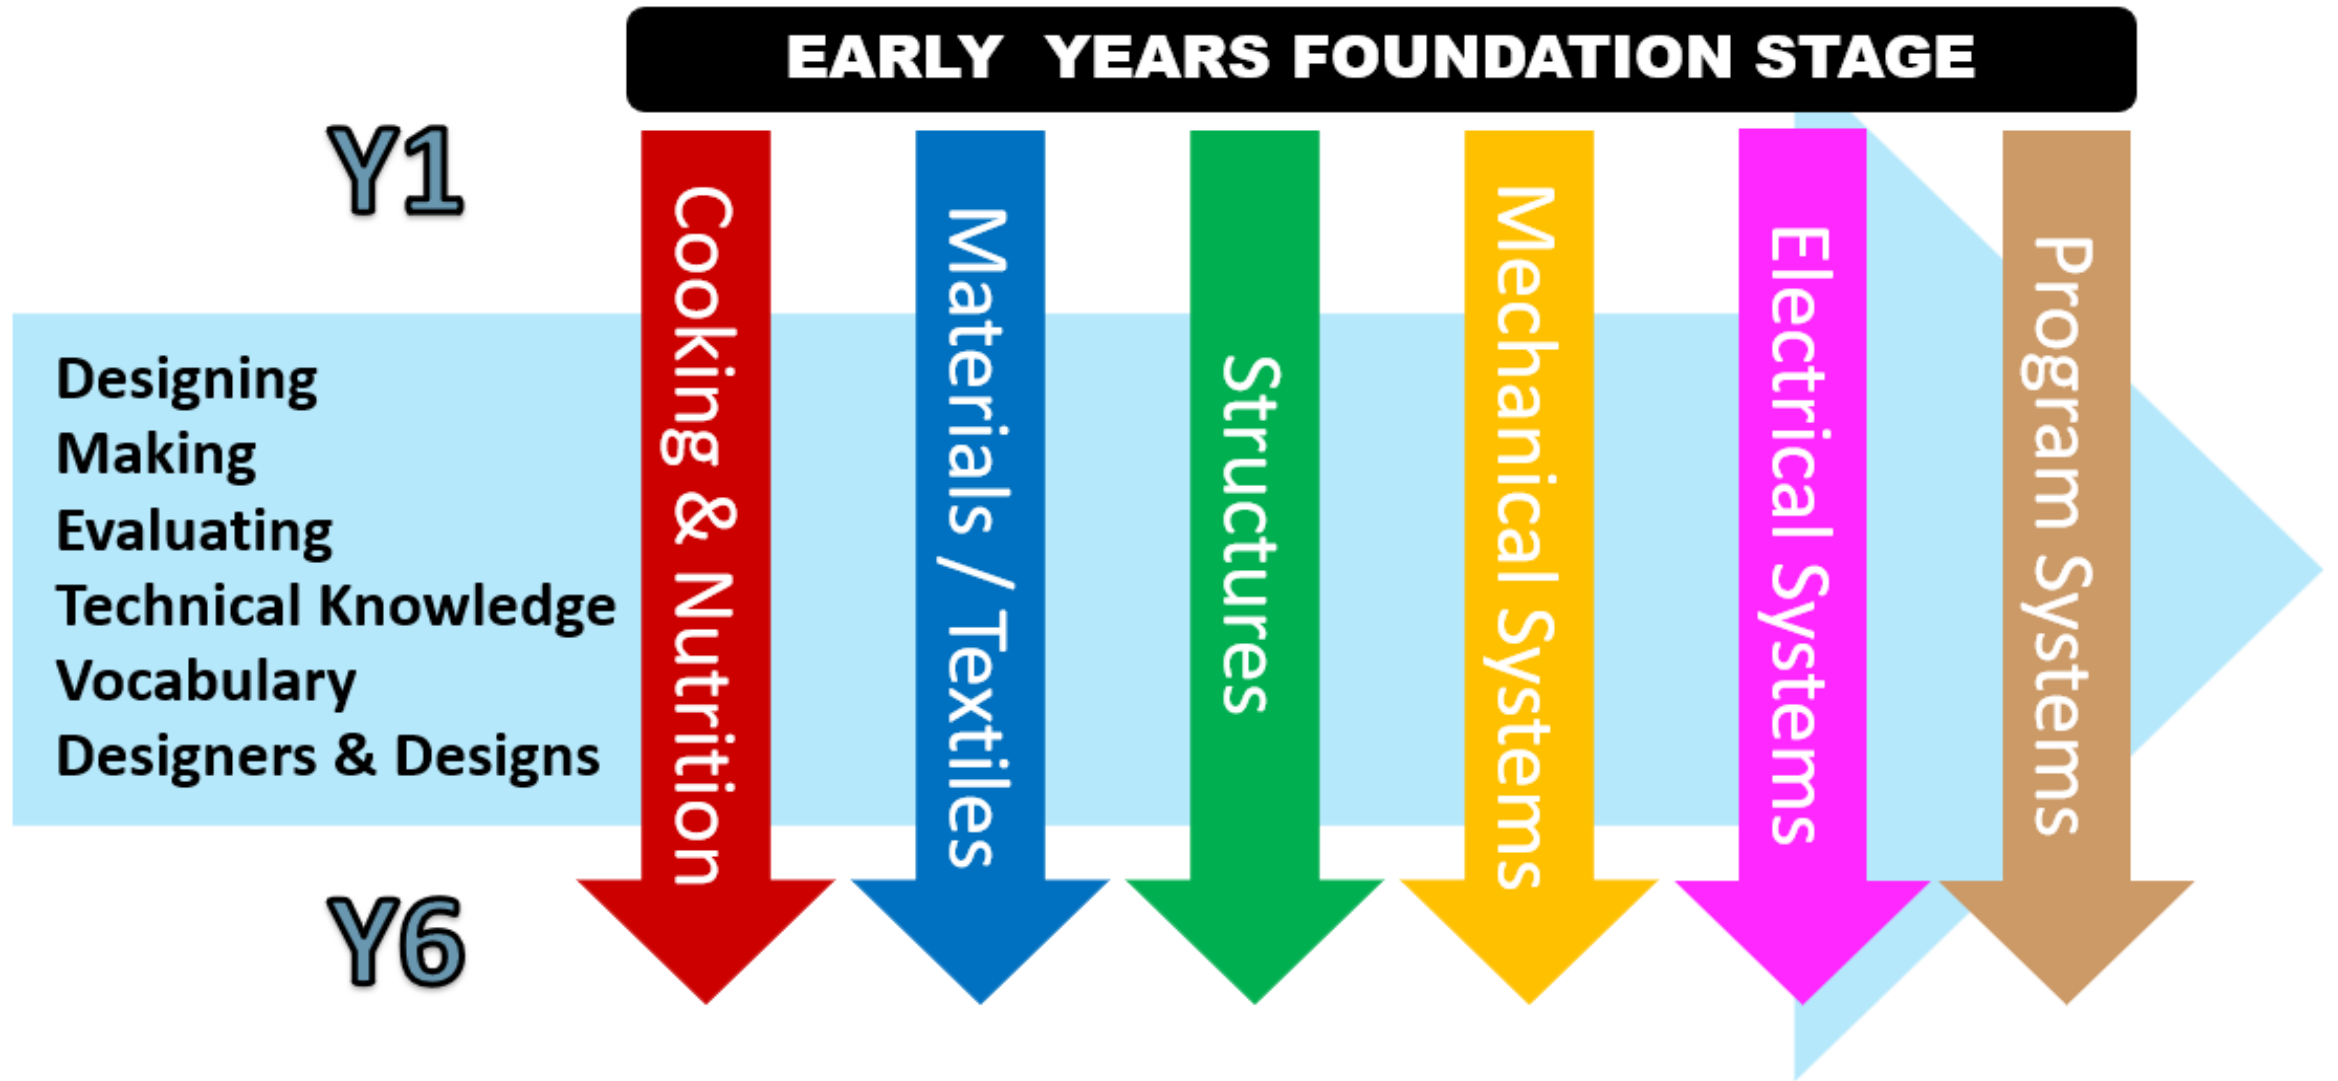 EARLY YEARS FOUNDATION STAGE
Y1
Designing
Making
Evaluating
Technical Knowledge
Vocabulary
Designers & Designs
Y6
Cooking & Nutrition
Materials / Textiles
Structures
Mechanical Systems
Electrical Systems
Program Systems